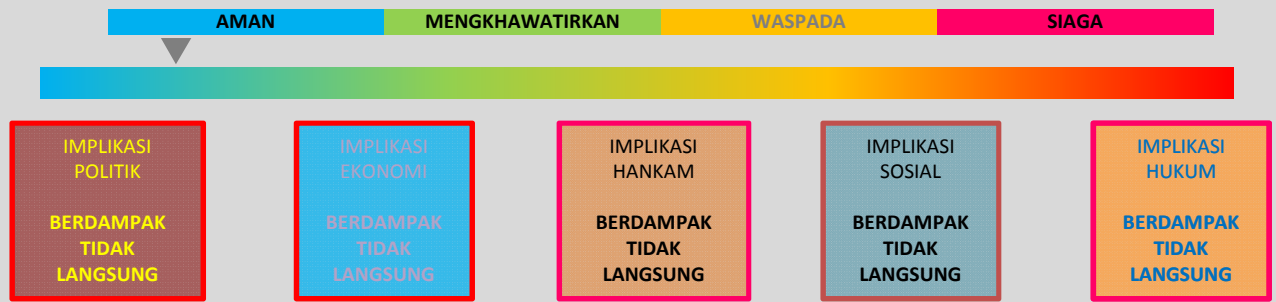 AMAN MENGKHAWATIRKAN WASPADA SIAGA
IMPLIKASI
POLITIK
BERDAMPAK
TIDAK
LANGSUNG
IMPLIKASI
EKONOMI
BERDAMPAK
TIDAK
LANGSUNG
IMPLIKASI
HANKAM
BERDAMPAK
TIDAK
LANGSUNG
IMPLIKASI
SOSIAL
BERDAMPAK
TIDAK
LANGSUNG
IMPLIKASI
HUKUM
BERDAMPAK
TIDAK
LANGSUNG